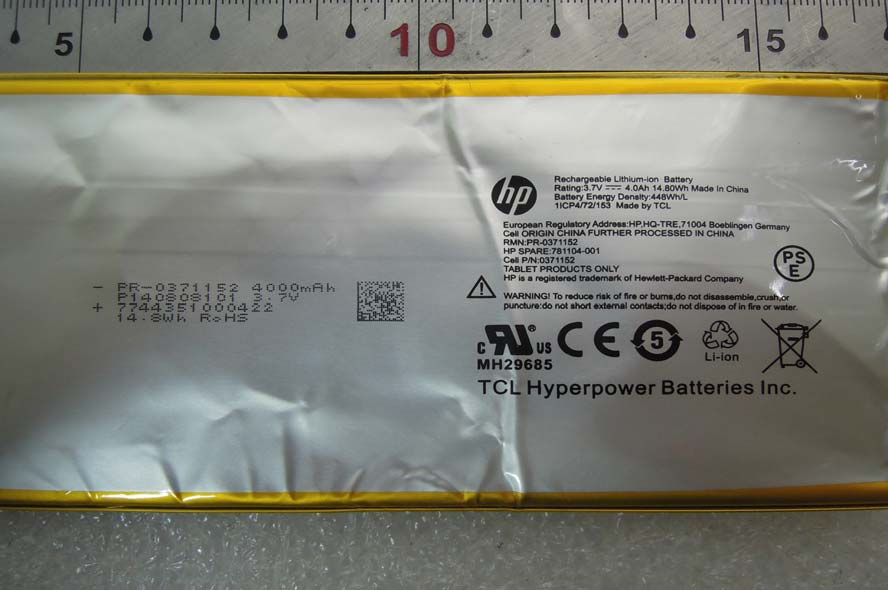 5 10 15
hp
Rechargeable Lithium-ion Battery
Rating:3.7V 4.0Ah 14.80Wh Made In China
Battery Energy Density:448Wh/L
1ICP4/72/153 Made by TCL
European Regulatory Address:HP,HQ-TRE,71004 Boeblingen Germany
Cell ORIGIN CHINA FURTHER PROCESSED IN CHINA
RMN:PR-0371152
HP SPARE:781104-001
Cell P/N:0371152
TABLET PRODUCTS ONLY
HP is a registered trademark of Hewlett-Packard Company
PS
E
WARNING! To reduce risk of fire or burns,do not disassemble,crush,or
puncture:do not short external contacts;do not dispose of in fire or water.
- PR-0371152 4000mAh
P140808101 3.7V
+ 7744351000422
14.8Wh RoHS
c RU® US CE 5 Li-ion
MH29685
TCL Hyperpower Batteries Inc.